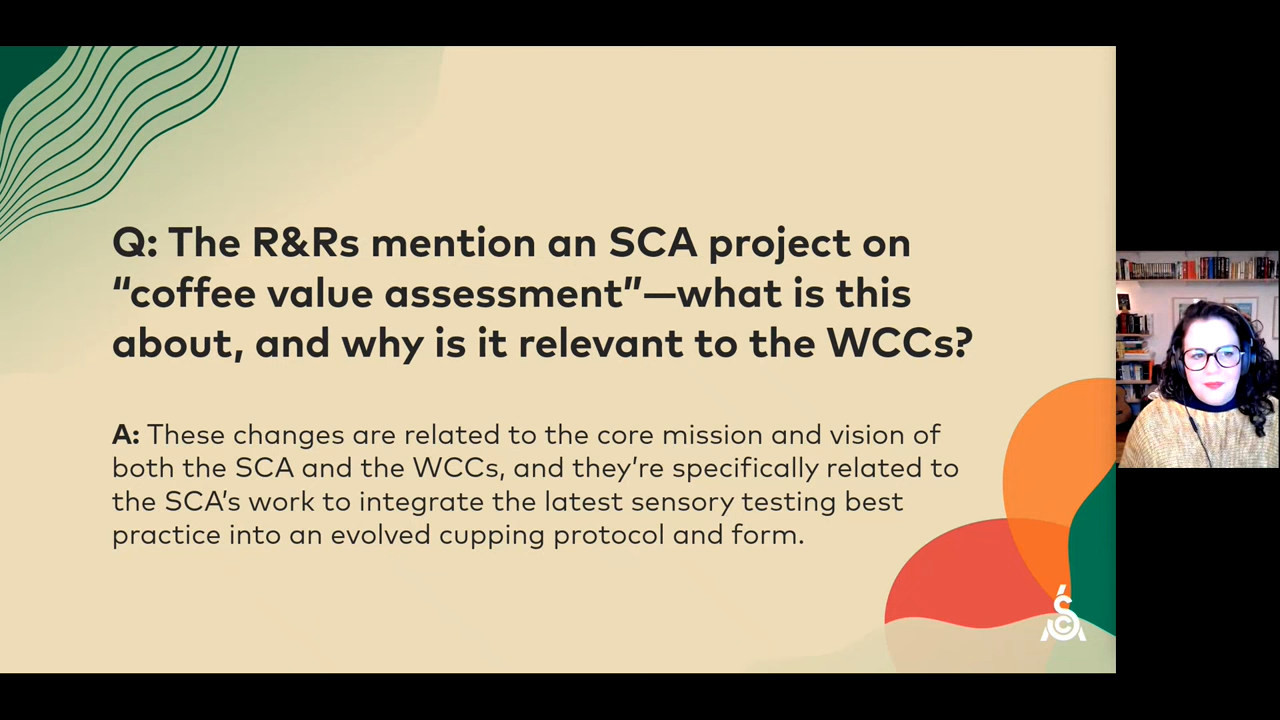 Q: The R&Rs mention an SCA project on
“coffee value assessment”—what is this
about, and why is it relevant to the WCCs?
A: These changes are related to the core mission and vision of
both the SCA and the WCCs, and they’re specifically related to
the SCA’s work to integrate the latest sensory testing best
practice into an evolved cupping protocol and form.